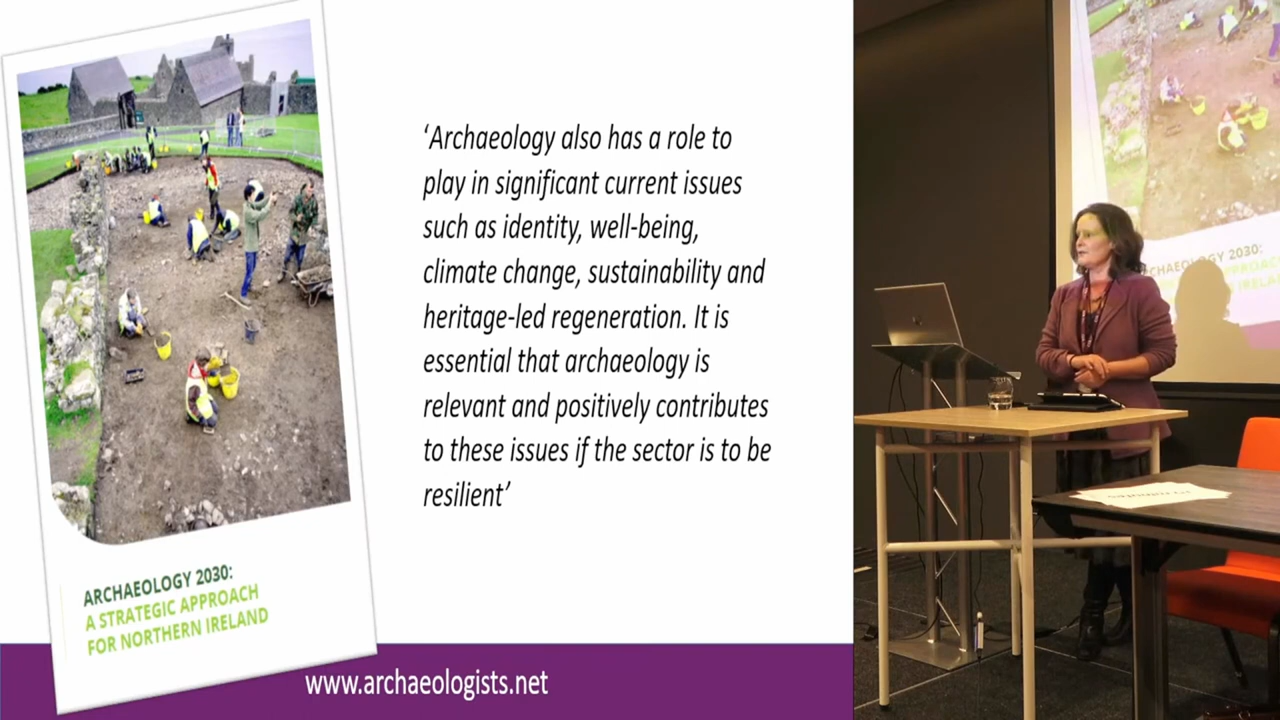 ‘Archaeology also has a role to
play in significant current issues
such as identity, well-being,
climate change, sustainability and
heritage-led regeneration. It is
essential that archaeology is
relevant and positively contributes
to these issues if the sector is to be
resilient’
ARCHAEOLOGY 2030:
A STRATEGIC APPROACH
FOR NORTHERN IRELAND
www.archaeologists.net
2030: